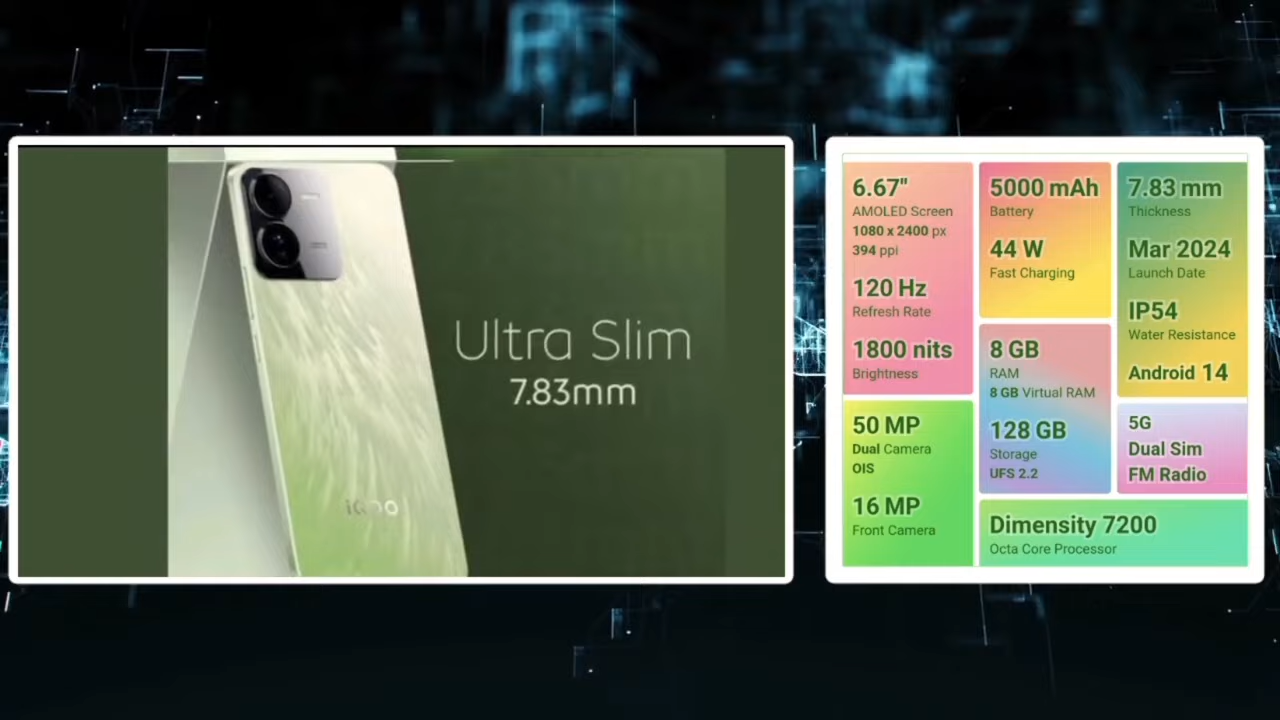 Ultra Slim
7.83mm
iQOO
6.67"
AMOLED Screen
1080 x 2400 px
394 ppi
120 Hz
Refresh Rate
1800 nits
Brightness
50 MP
Dual Camera
OIS
16 MP
Front Camera
5000 mAh
Battery
44 W
Fast Charging
8 GB
RAM
8 GB Virtual RAM
128 GB
Storage
UFS 2.2
7.83 mm
Thickness
Mar 2024
Launch Date
IP54
Water Resistance
Android 14
5G
Dual Sim
FM Radio
Dimensity 7200
Octa Core Processor